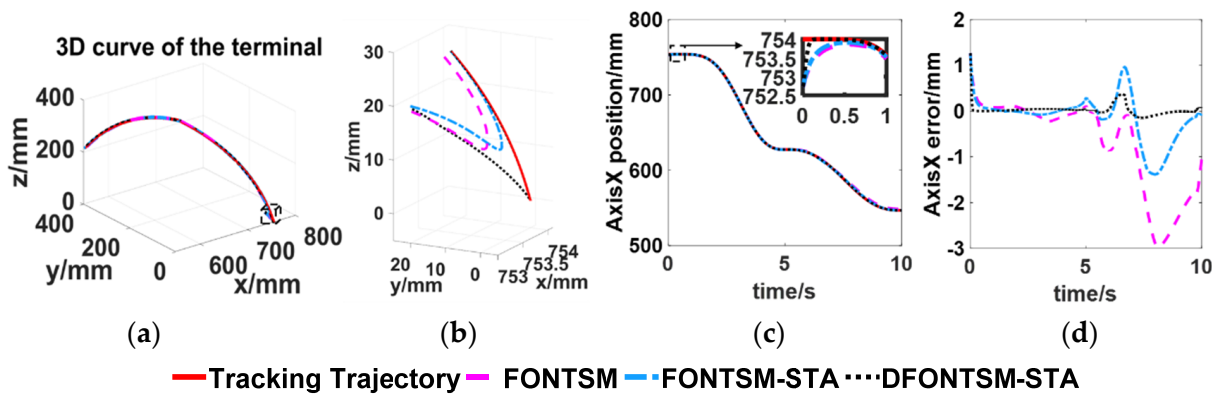 3D curve of the terminal
400
200
0
z/mm
400
200
0
y/mm
600
700
800
x/mm
(a)
30
20
10
0
z/mm
20
10
0
y/mm
753
753.5
754
x/mm
(b)
800
700
600
500
AxisX position/mm
754
753.5
753
752.5
0 0.5 1
0 5 10
time/s
(c)
2
1
0
-1
-2
-3
AxisX error/mm
0 5 10
time/s
(d)
Tracking Trajectory FONTSM FONTSM-STA DFONTSM-STA